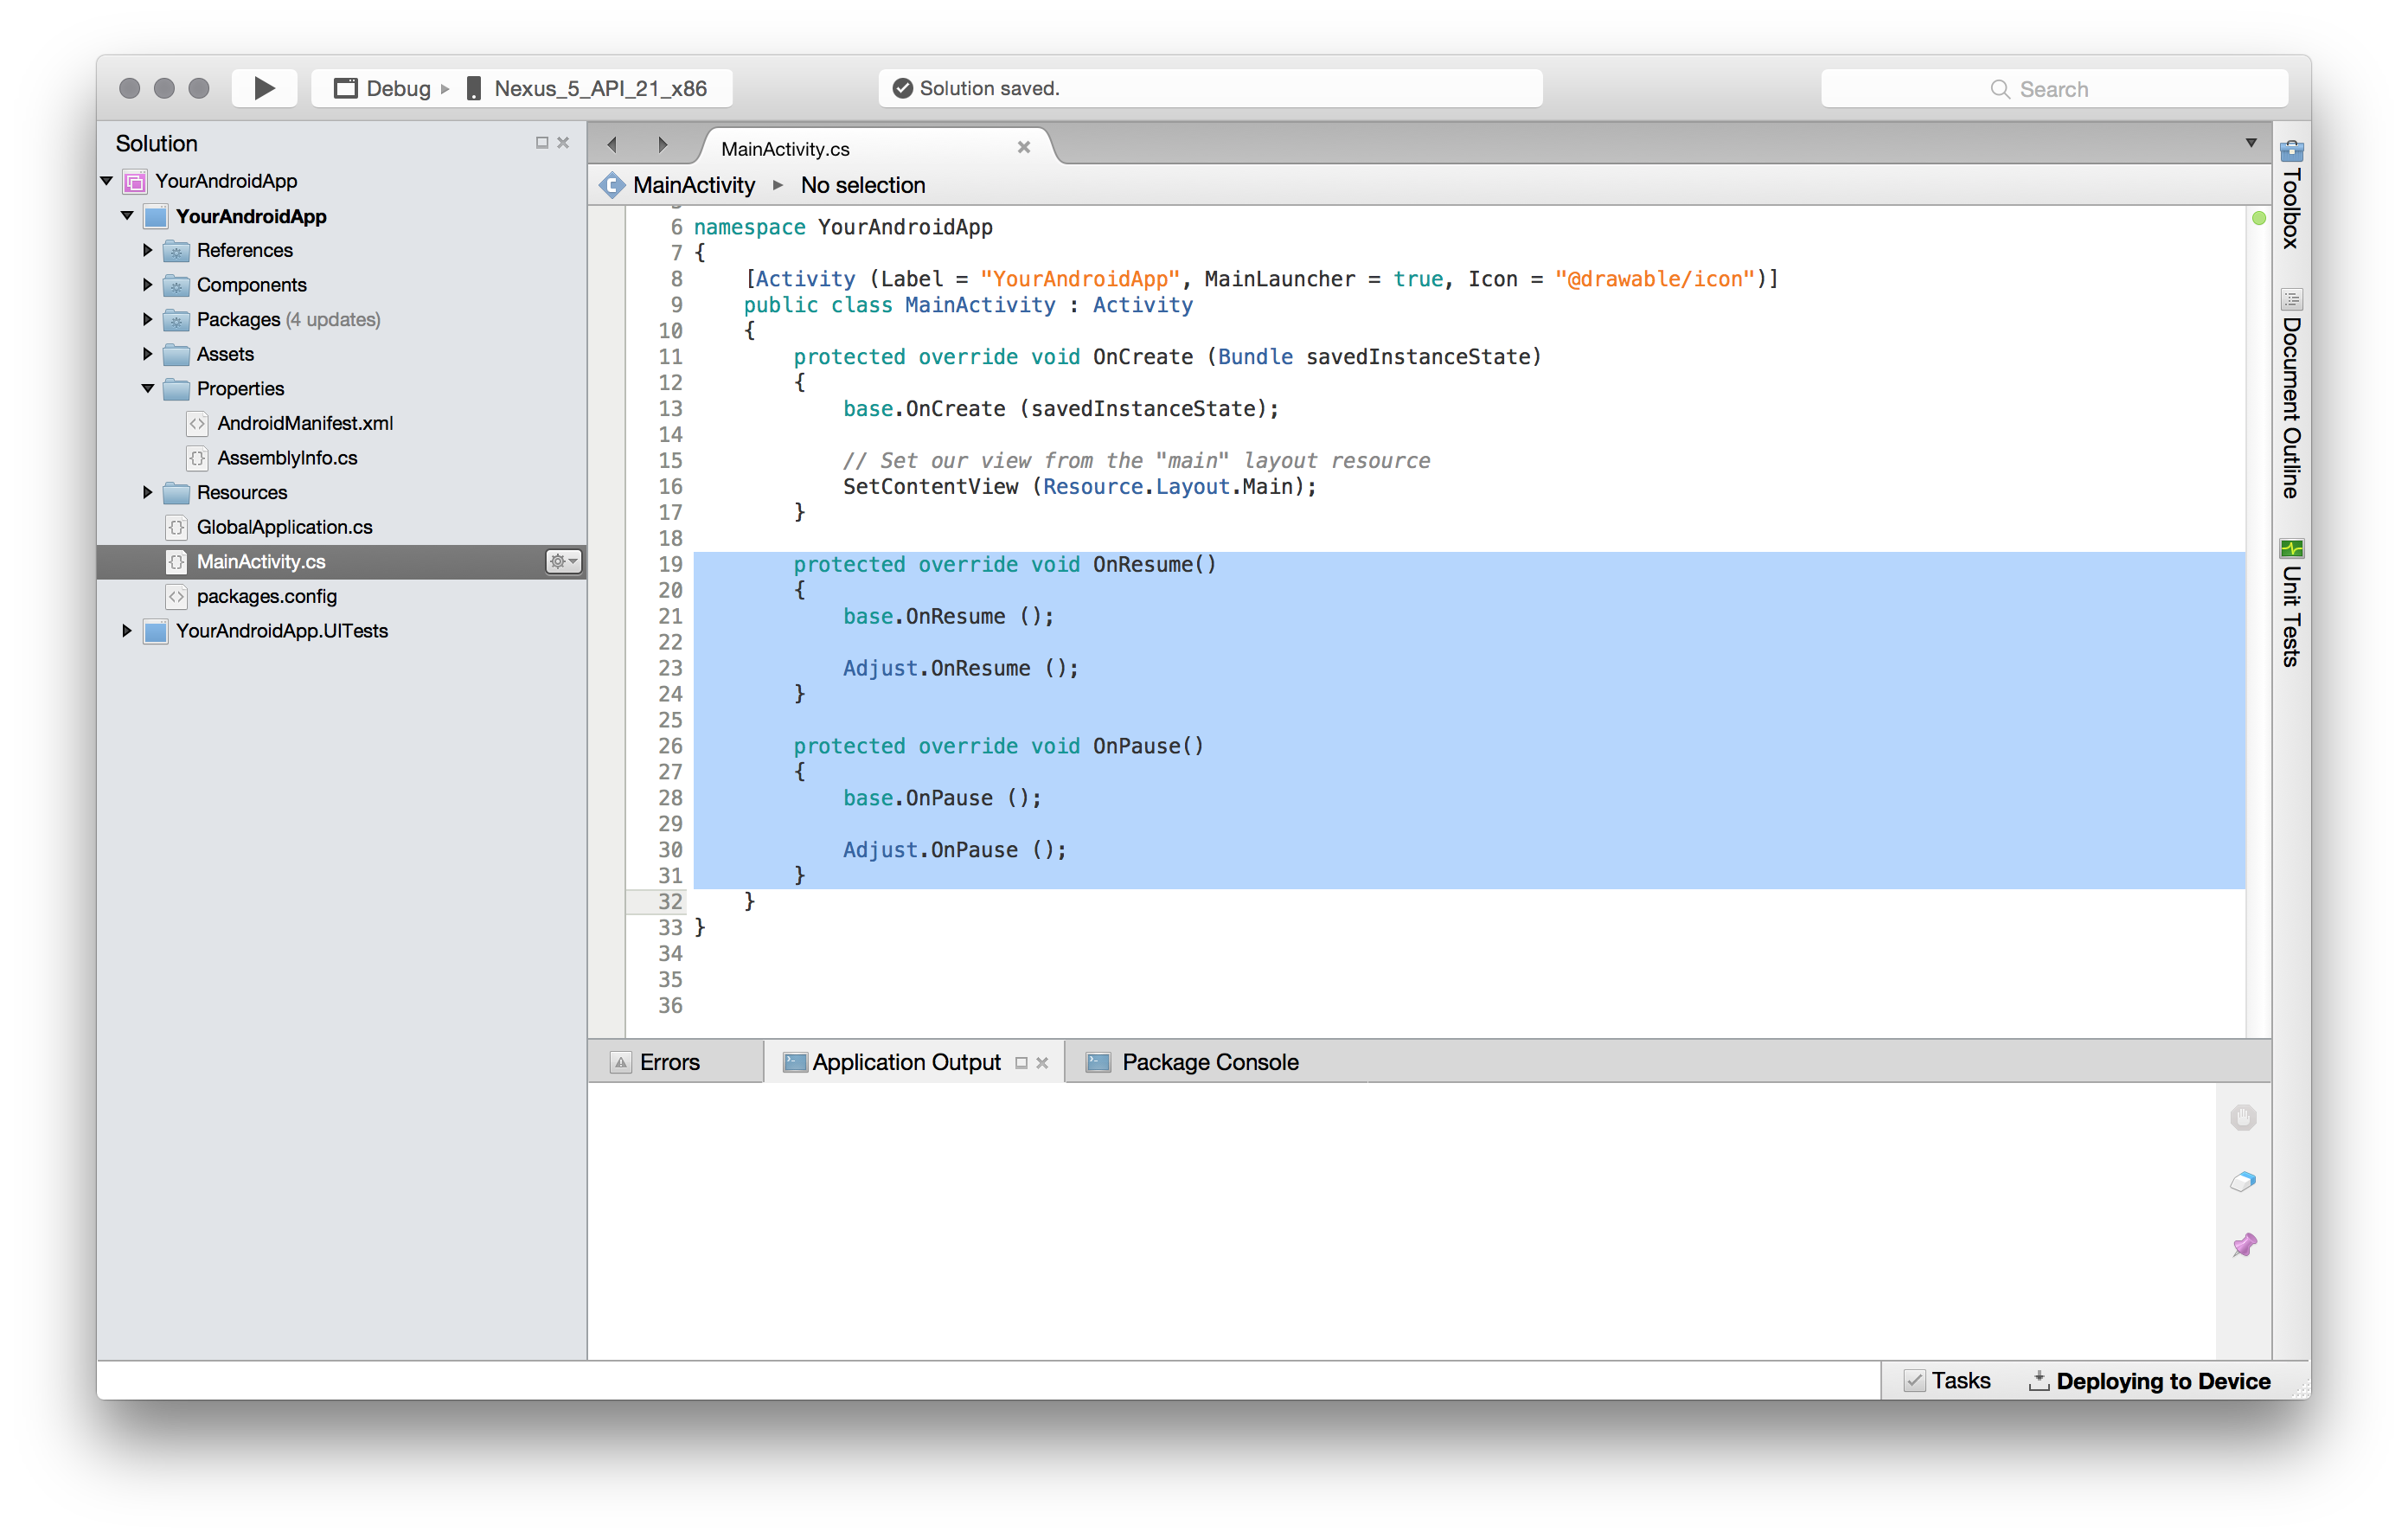 Debug Nexus_5_API_21_x86
Solution saved.
Search
Solution
YourAndroidApp
YourAndroidApp
References
Components
Packages (4 updates)
Assets
Properties
AndroidManifest.xml
AssemblyInfo.cs
Resources
GlobalApplication.cs
MainActivity.cs
packages.config
YourAndroidApp.UITests
MainActivity.cs
MainActivity No selection
6 namespace YourAndroidApp
7 {
8 [Activity (Label = "YourAndroidApp", MainLauncher = true, Icon = "@drawable/icon")]
9 public class MainActivity : Activity
10 {
11 protected override void OnCreate (Bundle savedInstanceState)
12 {
13 base.OnCreate (savedInstanceState);
14
15 // Set our view from the "main" layout resource
16 SetContentView (Resource.Layout.Main);
17 }
18
19 protected override void OnResume()
20 {
21 base.OnResume ();
22
23 Adjust.OnResume ();
24 }
25
26 protected override void OnPause()
27 {
28 base.OnPause ();
29
30 Adjust.OnPause ();
31 }
32 }
33 }
34
35
36
Toolbox
Document Outline
Unit Tests
Errors
Application Output
Package Console
Tasks
Deploying to Device